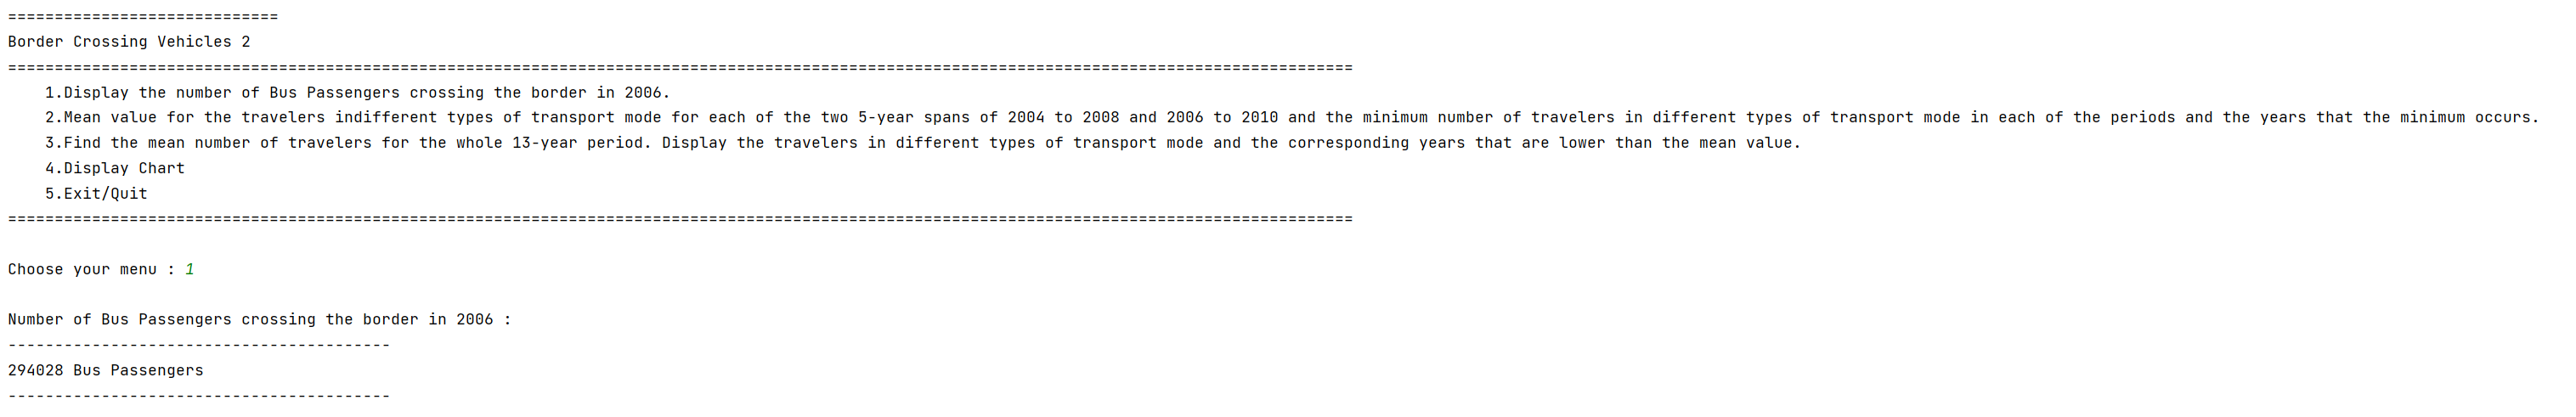 =============================
Border Crossing Vehicles 2
================================================================================================================================================
1.Display the number of Bus Passengers crossing the border in 2006.
2.Mean value for the travelers indifferent types of transport mode for each of the two 5-year spans of 2004 to 2008 and 2006 to 2010 and the minimum number of travelers in different types of transport mode in each of the periods and the years that the minimum occurs.
3.Find the mean number of travelers for the whole 13-year period. Display the travelers in different types of transport mode and the corresponding years that are lower than the mean value.
4.Display Chart
5.Exit/Quit
================================================================================================================================================
Choose your menu : 1
Number of Bus Passengers crossing the border in 2006 :
-----------------------------------------
294028 Bus Passengers
-----------------------------------------